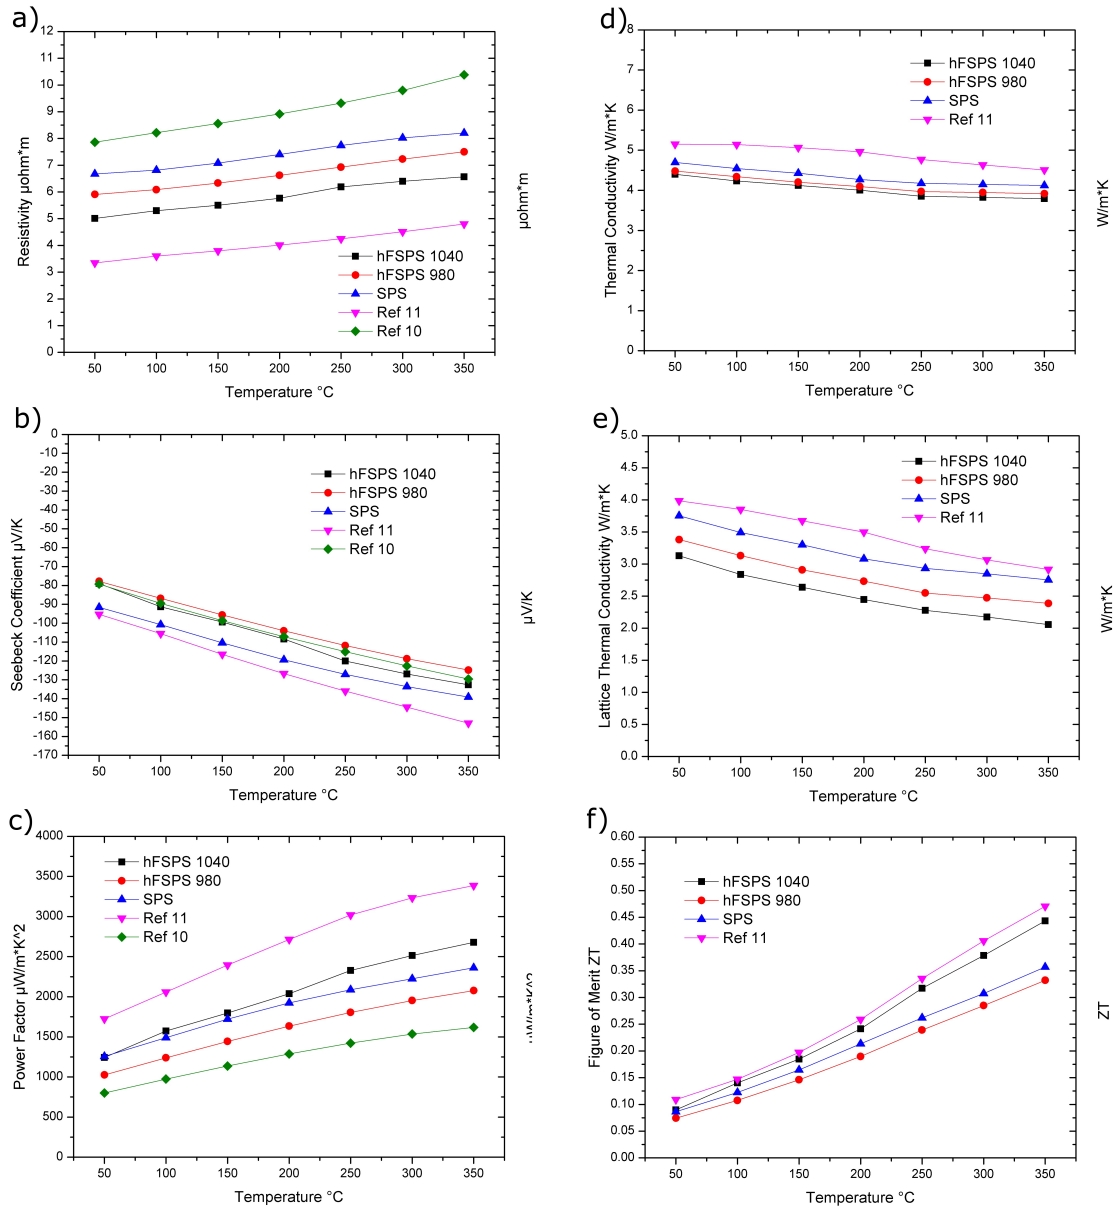 a)
12
11
10
9
8
7
6
5
4
3
2
1
0
Resistivity µohm*m
µohm*m
hFSPS 1040
hFSPS 980
SPS
Ref 11
Ref 10
50 100 150 200 250 300 350
Temperature °C
d)
8
7
6
5
4
3
2
1
0
Thermal Conductivity W/m*K
W/m*K
hFSPS 1040
hFSPS 980
SPS
Ref 11
50 100 150 200 250 300 350
Temperature °C
b)
0
-10
-20
-30
-40
-50
-60
-70
-80
-90
-100
-110
-120
-130
-140
-150
-160
-170
Seebeck Coefficient µV/K
µV/K
hFSPS 1040
hFSPS 980
SPS
Ref 11
Ref 10
50 100 150 200 250 300 350
Temperature °C
e)
5.0
4.5
4.0
3.5
3.0
2.5
2.0
1.5
1.0
0.5
0.0
Lattice Thermal Conductivity W/m*K
W/m*K
hFSPS 1040
hFSPS 980
SPS
Ref 11
50 100 150 200 250 300 350
Temperature °C
c)
4000
3500
3000
2500
2000
1500
1000
500
0
Power Factor µW/m*K^2
hFSPS 1040
hFSPS 980
SPS
Ref 11
Ref 10
50 100 150 200 250 300 350
Temperature °C
f)
0.60
0.55
0.50
0.45
0.40
0.35
0.30
0.25
0.20
0.15
0.10
0.05
0.00
Figure of Merit ZT
ZT
hFSPS 1040
hFSPS 980
SPS
Ref 11
50 100 150 200 250 300 350
Temperature °C